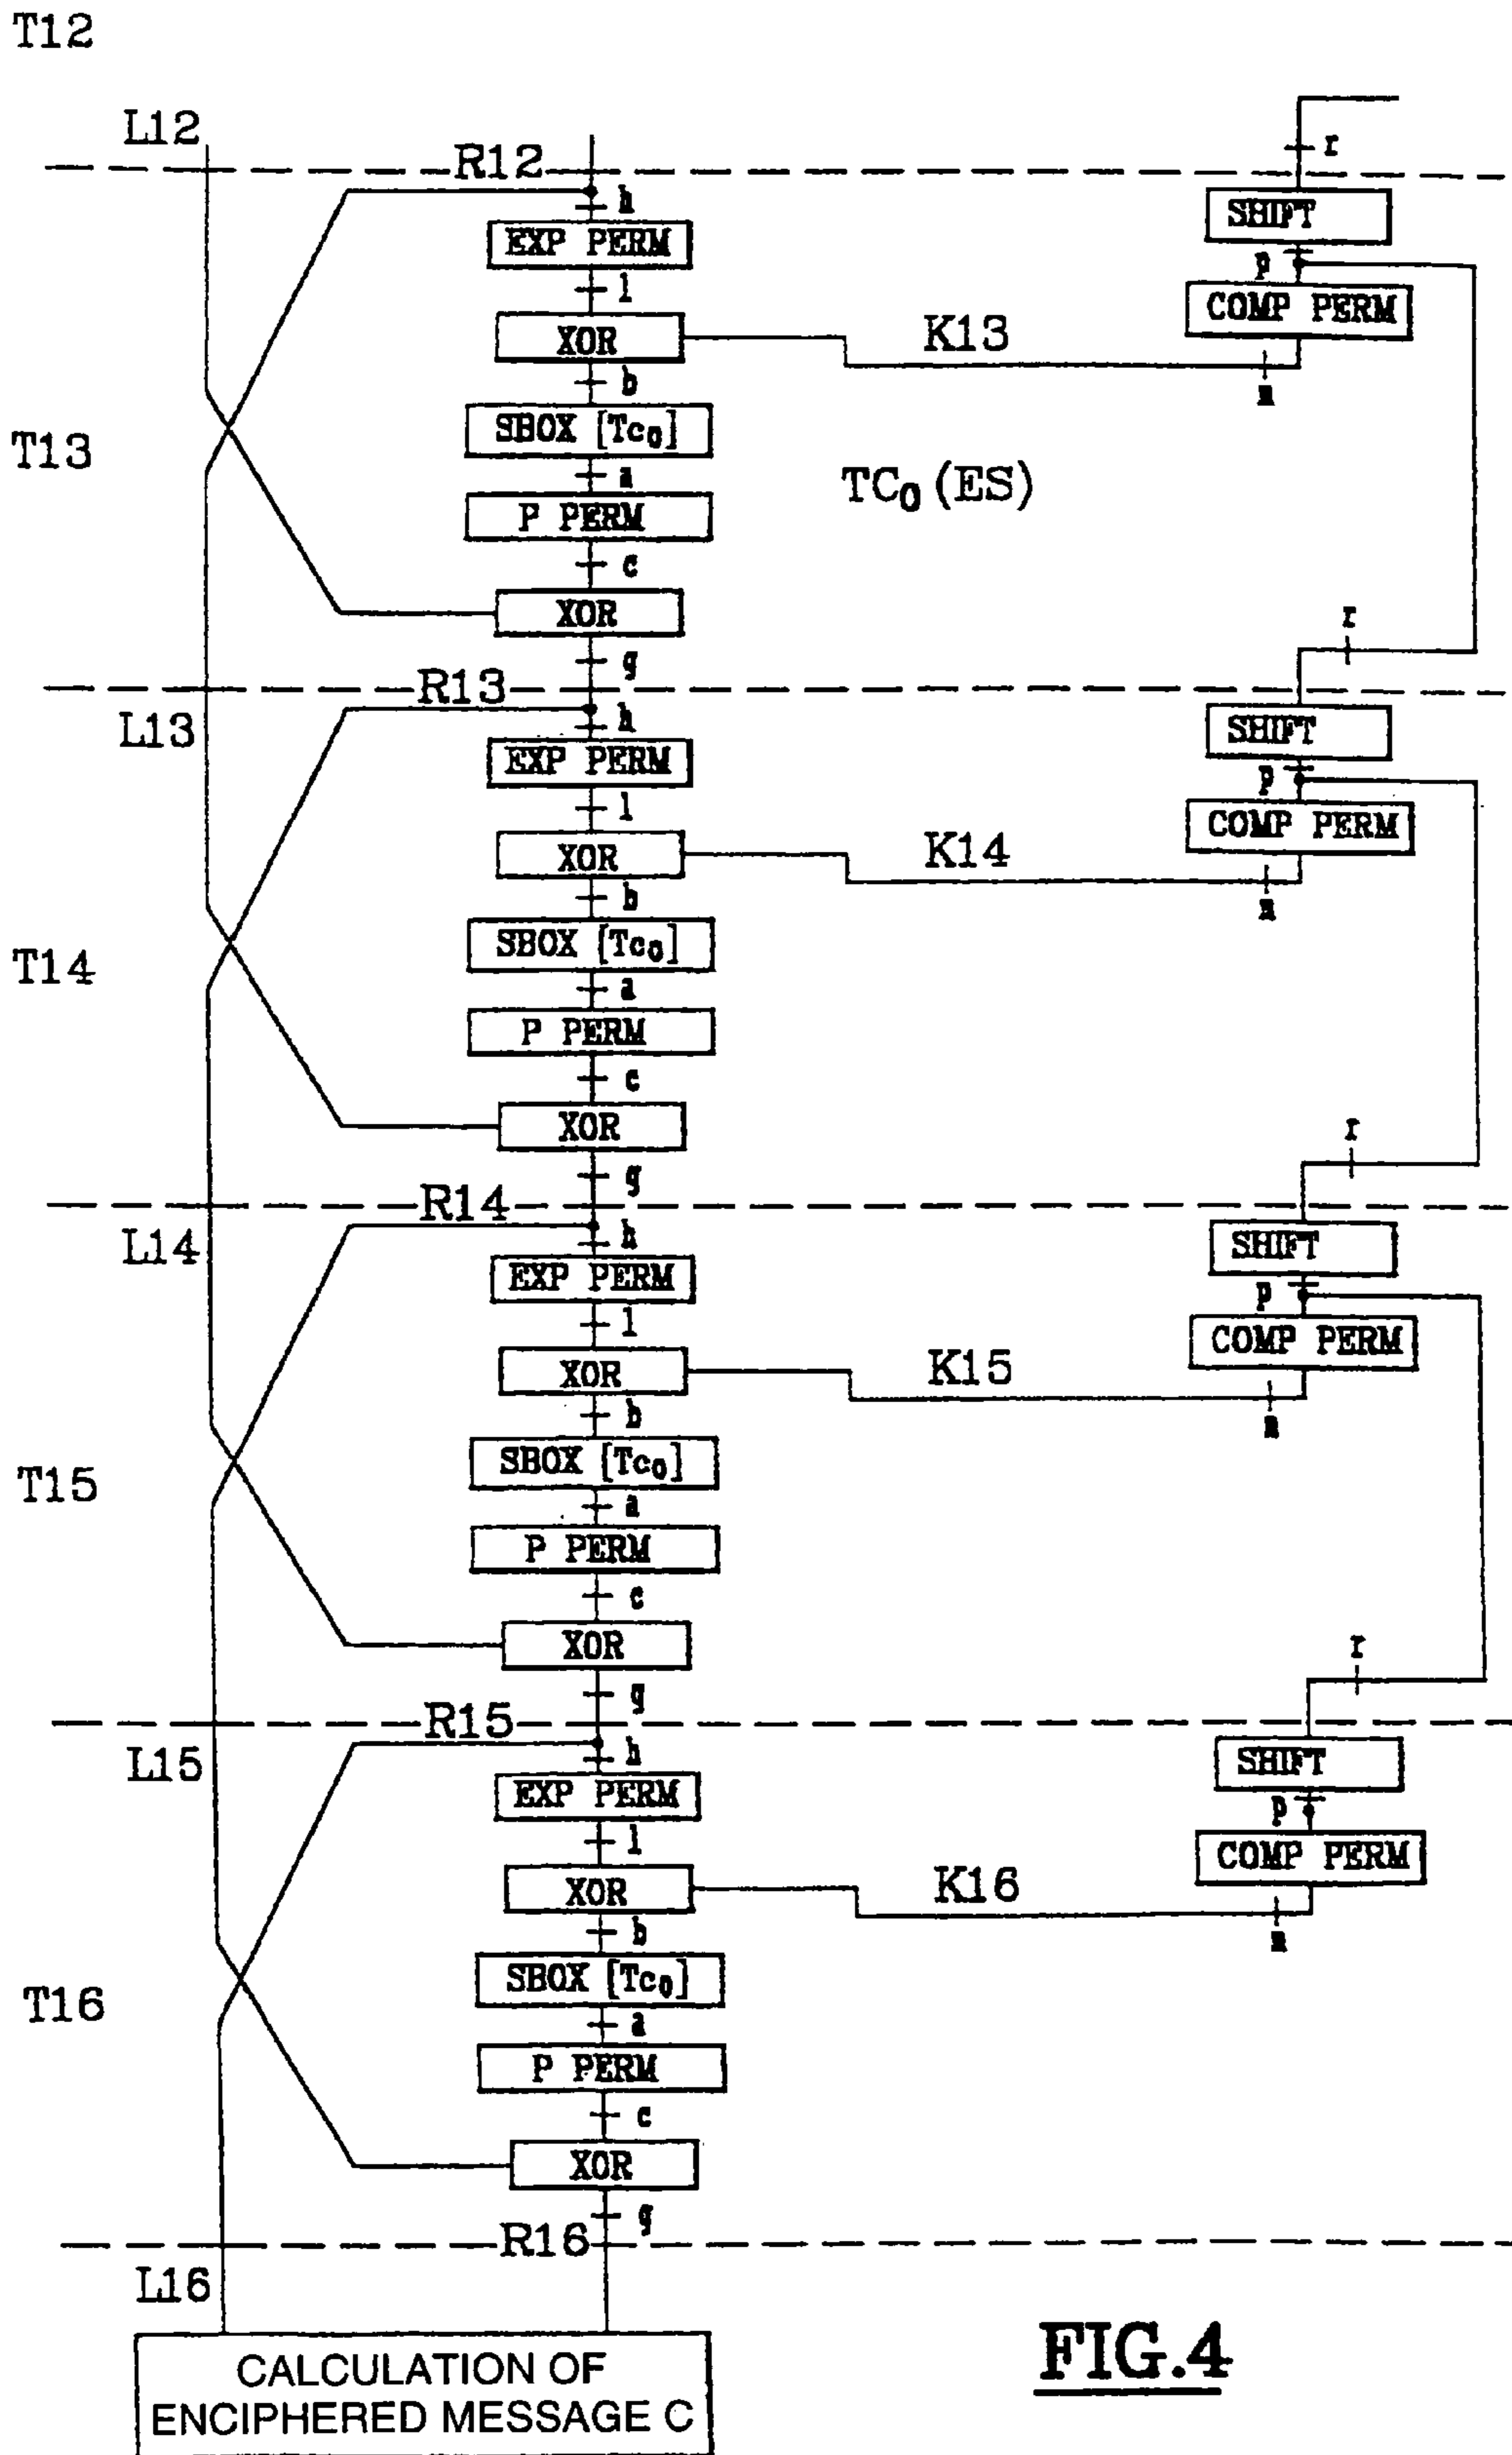 T12
L12
R12
r
h
SHIFT
EXP PERM
p
l
COMP PERM
XOR
K13
m
b
SBOX [Tc₀]
T13
a
TC₀ (ES)
P PERM
c
XOR
r
g
R13
L13
h
SHIFT
EXP PERM
p
l
COMP PERM
XOR
K14
m
b
SBOX [Tc₀]
T14
a
P PERM
c
XOR
r
g
R14
L14
h
SHIFT
EXP PERM
p
l
COMP PERM
XOR
K15
m
b
SBOX [Tc₀]
T15
a
P PERM
c
XOR
r
g
R15
L15
h
SHIFT
EXP PERM
p
l
COMP PERM
XOR
K16
m
b
SBOX [Tc₀]
T16
a
P PERM
c
XOR
g
R16
L16
CALCULATION OF
ENCIPHERED MESSAGE C
FIG.4